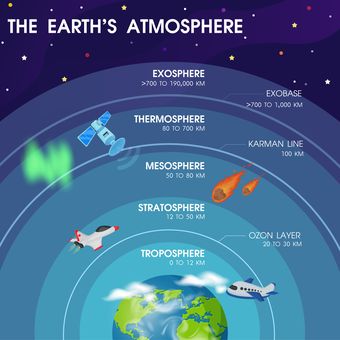 THE EARTH'S ATMOSPHERE
EXOSPHERE
>700 TO 190,000 KM
EXOBASE
>700 TO 1,000 KM
THERMOSPHERE
80 TO 700 KM
KARMAN LINE
100 KM
MESOSPHERE
50 TO 80 KM
STRATOSPHERE
12 TO 50 KM
OZON LAYER
20 TO 30 KM
TROPOSPHERE
0 TO 12 KM